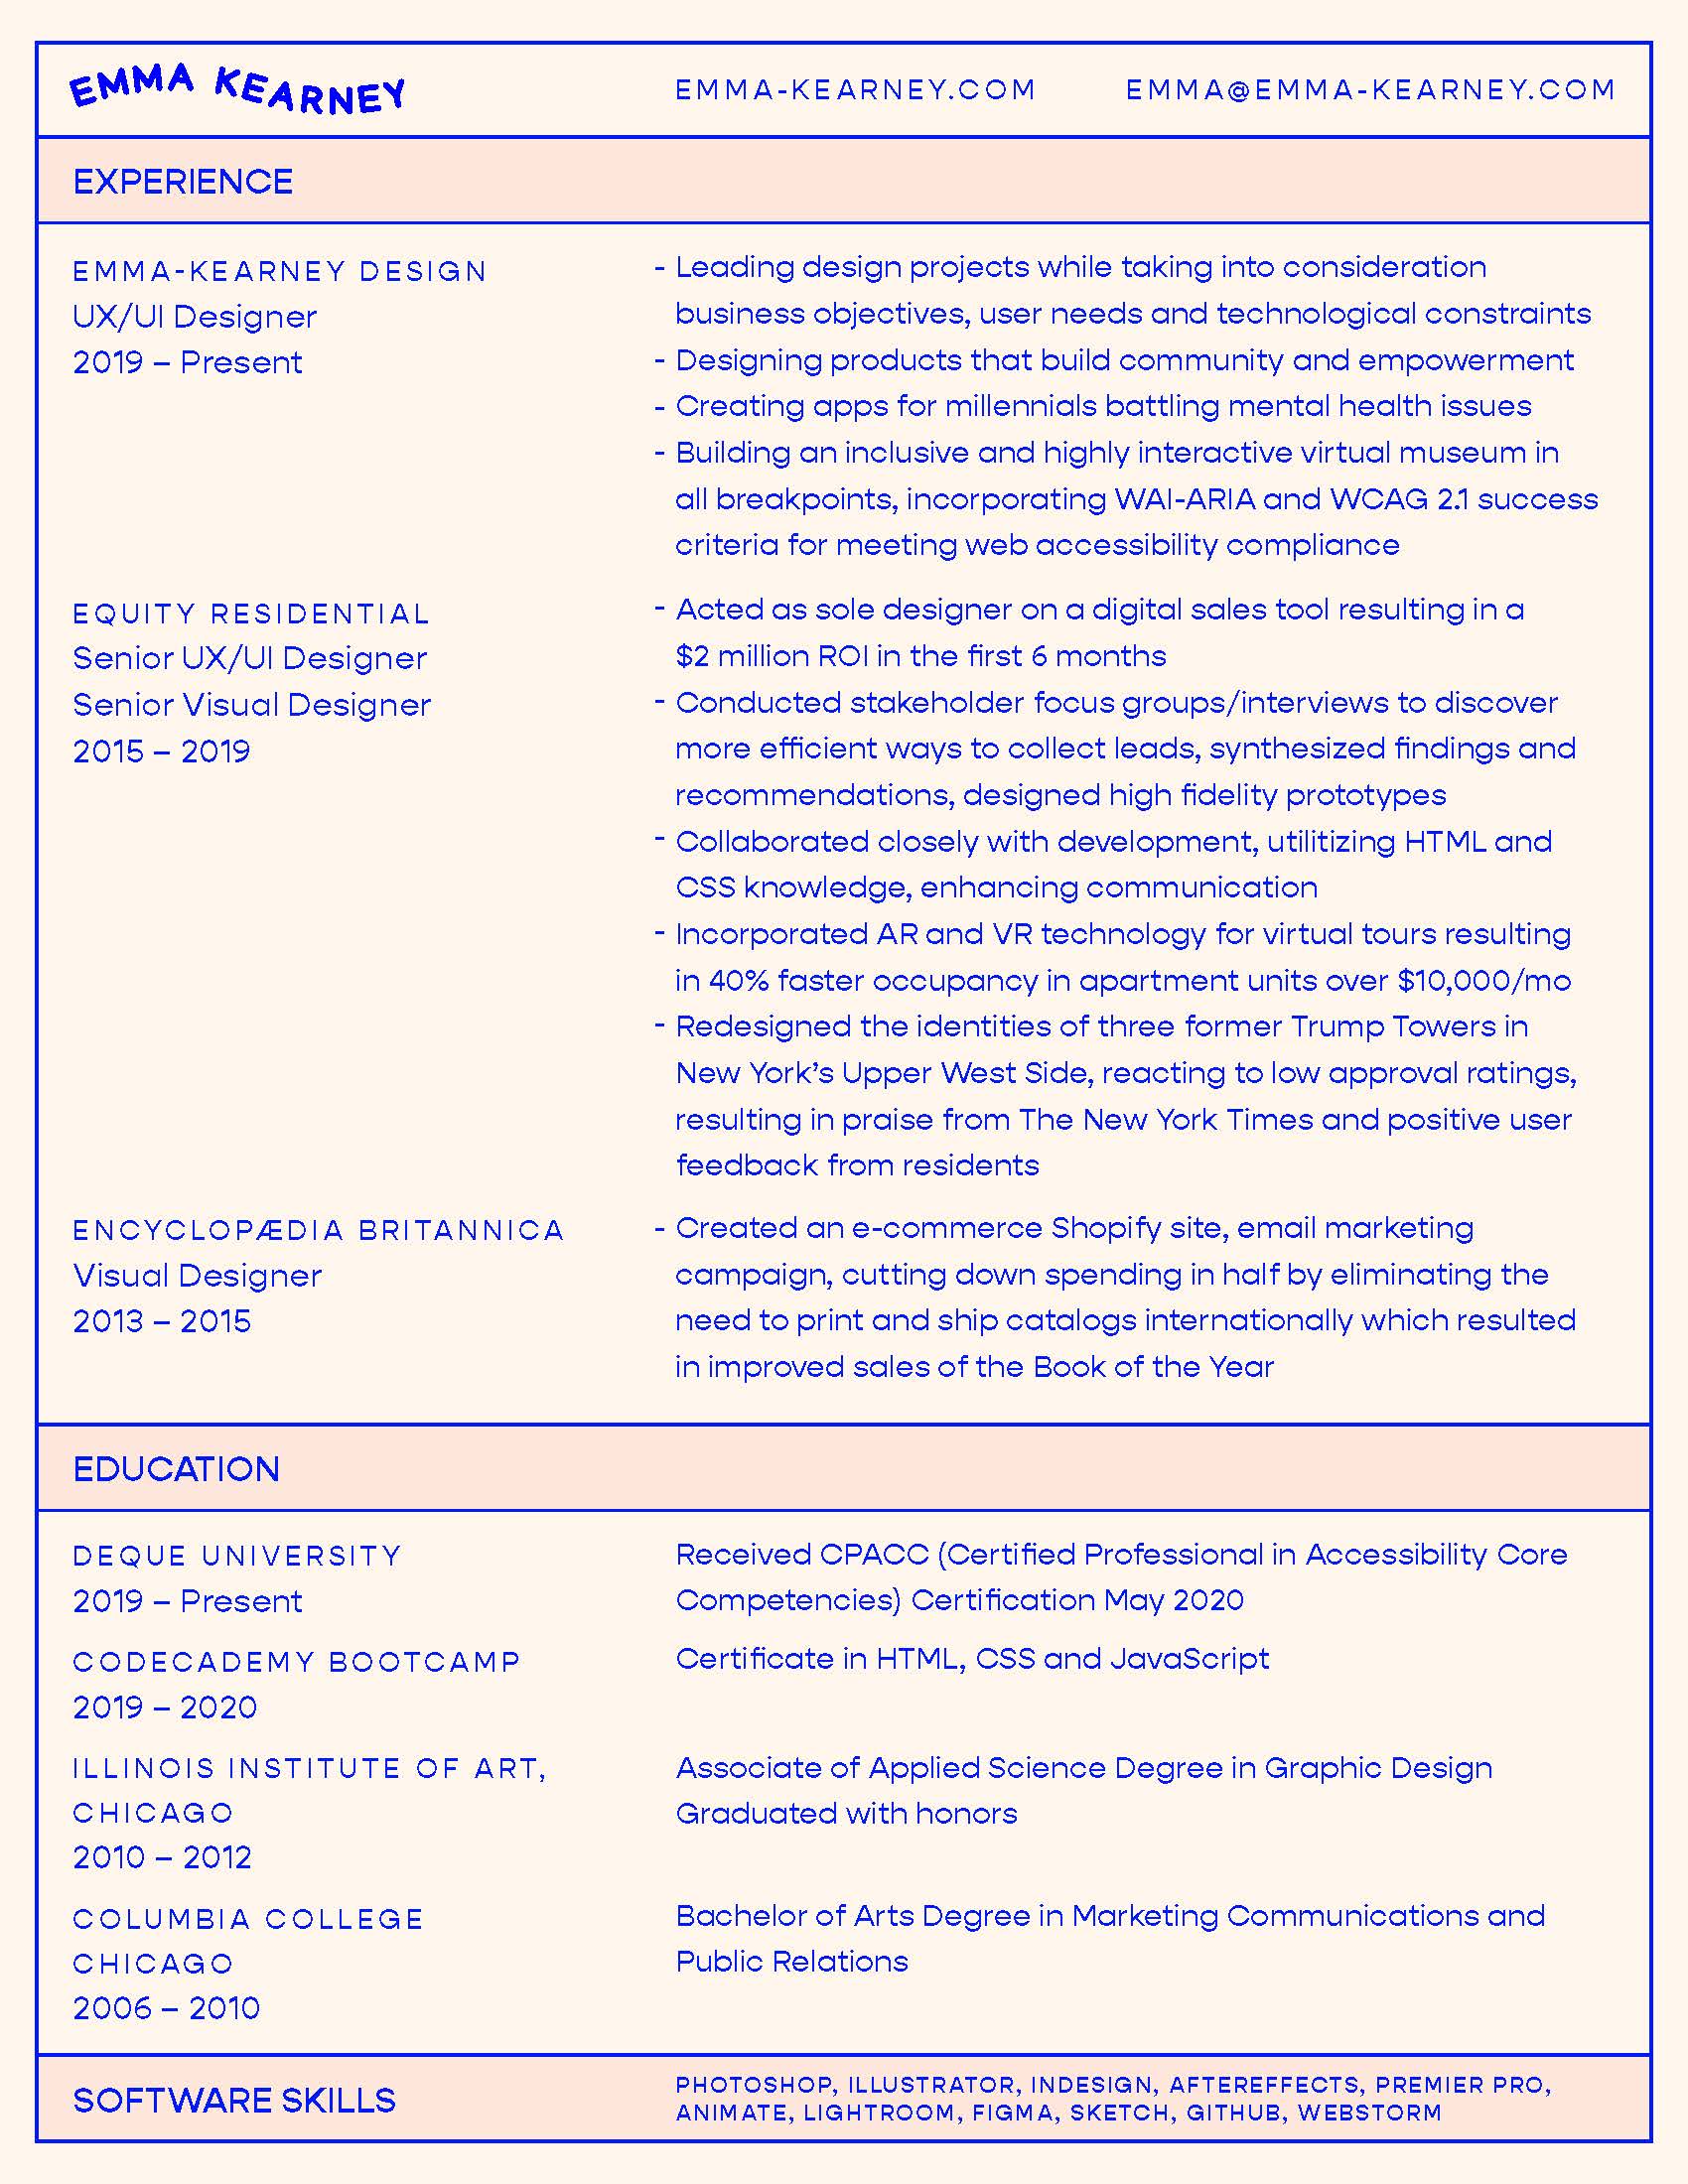 EMMA KEARNEY
EMMA-KEARNEY.COM
EMMA@EMMA-KEARNEY.COM
EXPERIENCE
EMMA-KEARNEY DESIGN
UX/UI Designer
2019 – Present
- Leading design projects while taking into consideration
business objectives, user needs and technological constraints
- Designing products that build community and empowerment
- Creating apps for millennials battling mental health issues
- Building an inclusive and highly interactive virtual museum in
all breakpoints, incorporating WAI-ARIA and WCAG 2.1 success
criteria for meeting web accessibility compliance
EQUITY RESIDENTIAL
Senior UX/UI Designer
Senior Visual Designer
2015 – 2019
- Acted as sole designer on a digital sales tool resulting in a
$2 million ROI in the first 6 months
- Conducted stakeholder focus groups/interviews to discover
more efficient ways to collect leads, synthesized findings and
recommendations, designed high fidelity prototypes
- Collaborated closely with development, utilitizing HTML and
CSS knowledge, enhancing communication
- Incorporated AR and VR technology for virtual tours resulting
in 40% faster occupancy in apartment units over $10,000/mo
- Redesigned the identities of three former Trump Towers in
New York’s Upper West Side, reacting to low approval ratings,
resulting in praise from The New York Times and positive user
feedback from residents
ENCYCLOPÆDIA BRITANNICA
Visual Designer
2013 – 2015
- Created an e-commerce Shopify site, email marketing
campaign, cutting down spending in half by eliminating the
need to print and ship catalogs internationally which resulted
in improved sales of the Book of the Year
EDUCATION
DEQUE UNIVERSITY
2019 – Present
Received CPACC (Certified Professional in Accessibility Core
Competencies) Certification May 2020
CODECADEMY BOOTCAMP
2019 – 2020
Certificate in HTML, CSS and JavaScript
ILLINOIS INSTITUTE OF ART,
CHICAGO
2010 – 2012
Associate of Applied Science Degree in Graphic Design
Graduated with honors
COLUMBIA COLLEGE
CHICAGO
2006 – 2010
Bachelor of Arts Degree in Marketing Communications and
Public Relations
SOFTWARE SKILLS
PHOTOSHOP, ILLUSTRATOR, INDESIGN, AFTEREFFECTS, PREMIER PRO,
ANIMATE, LIGHTROOM, FIGMA, SKETCH, GITHUB, WEBSTORM